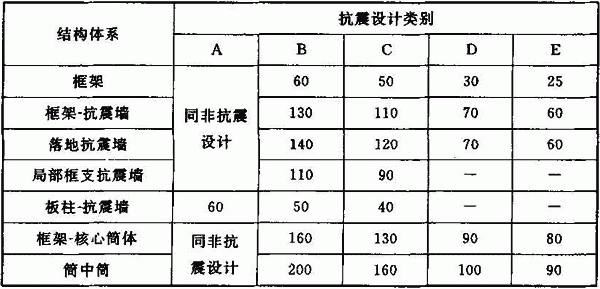 结构体系 抗震设计类别
A B C D E
框架 同非抗震设计 60 50 30 25
框架-抗震墙 130 110 70 60
落地抗震墙 140 120 70 60
局部框支抗震墙 110 90 — —
板柱-抗震墙 60 50 40 — —
框架-核心筒体 同非抗震设计 160 130 90 80
筒中筒 200 160 100 90